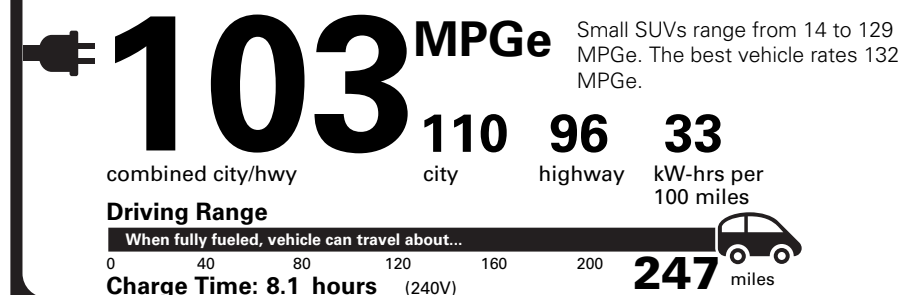 103 MPGe
Small SUVs range from 14 to 129
MPGe. The best vehicle rates 132
MPGe.
110 96 33
combined city/hwy city highway kW-hrs per
100 miles
Driving Range
When fully fueled, vehicle can travel about...
0 40 80 120 160 200 247 miles
Charge Time: 8.1 hours (240V)